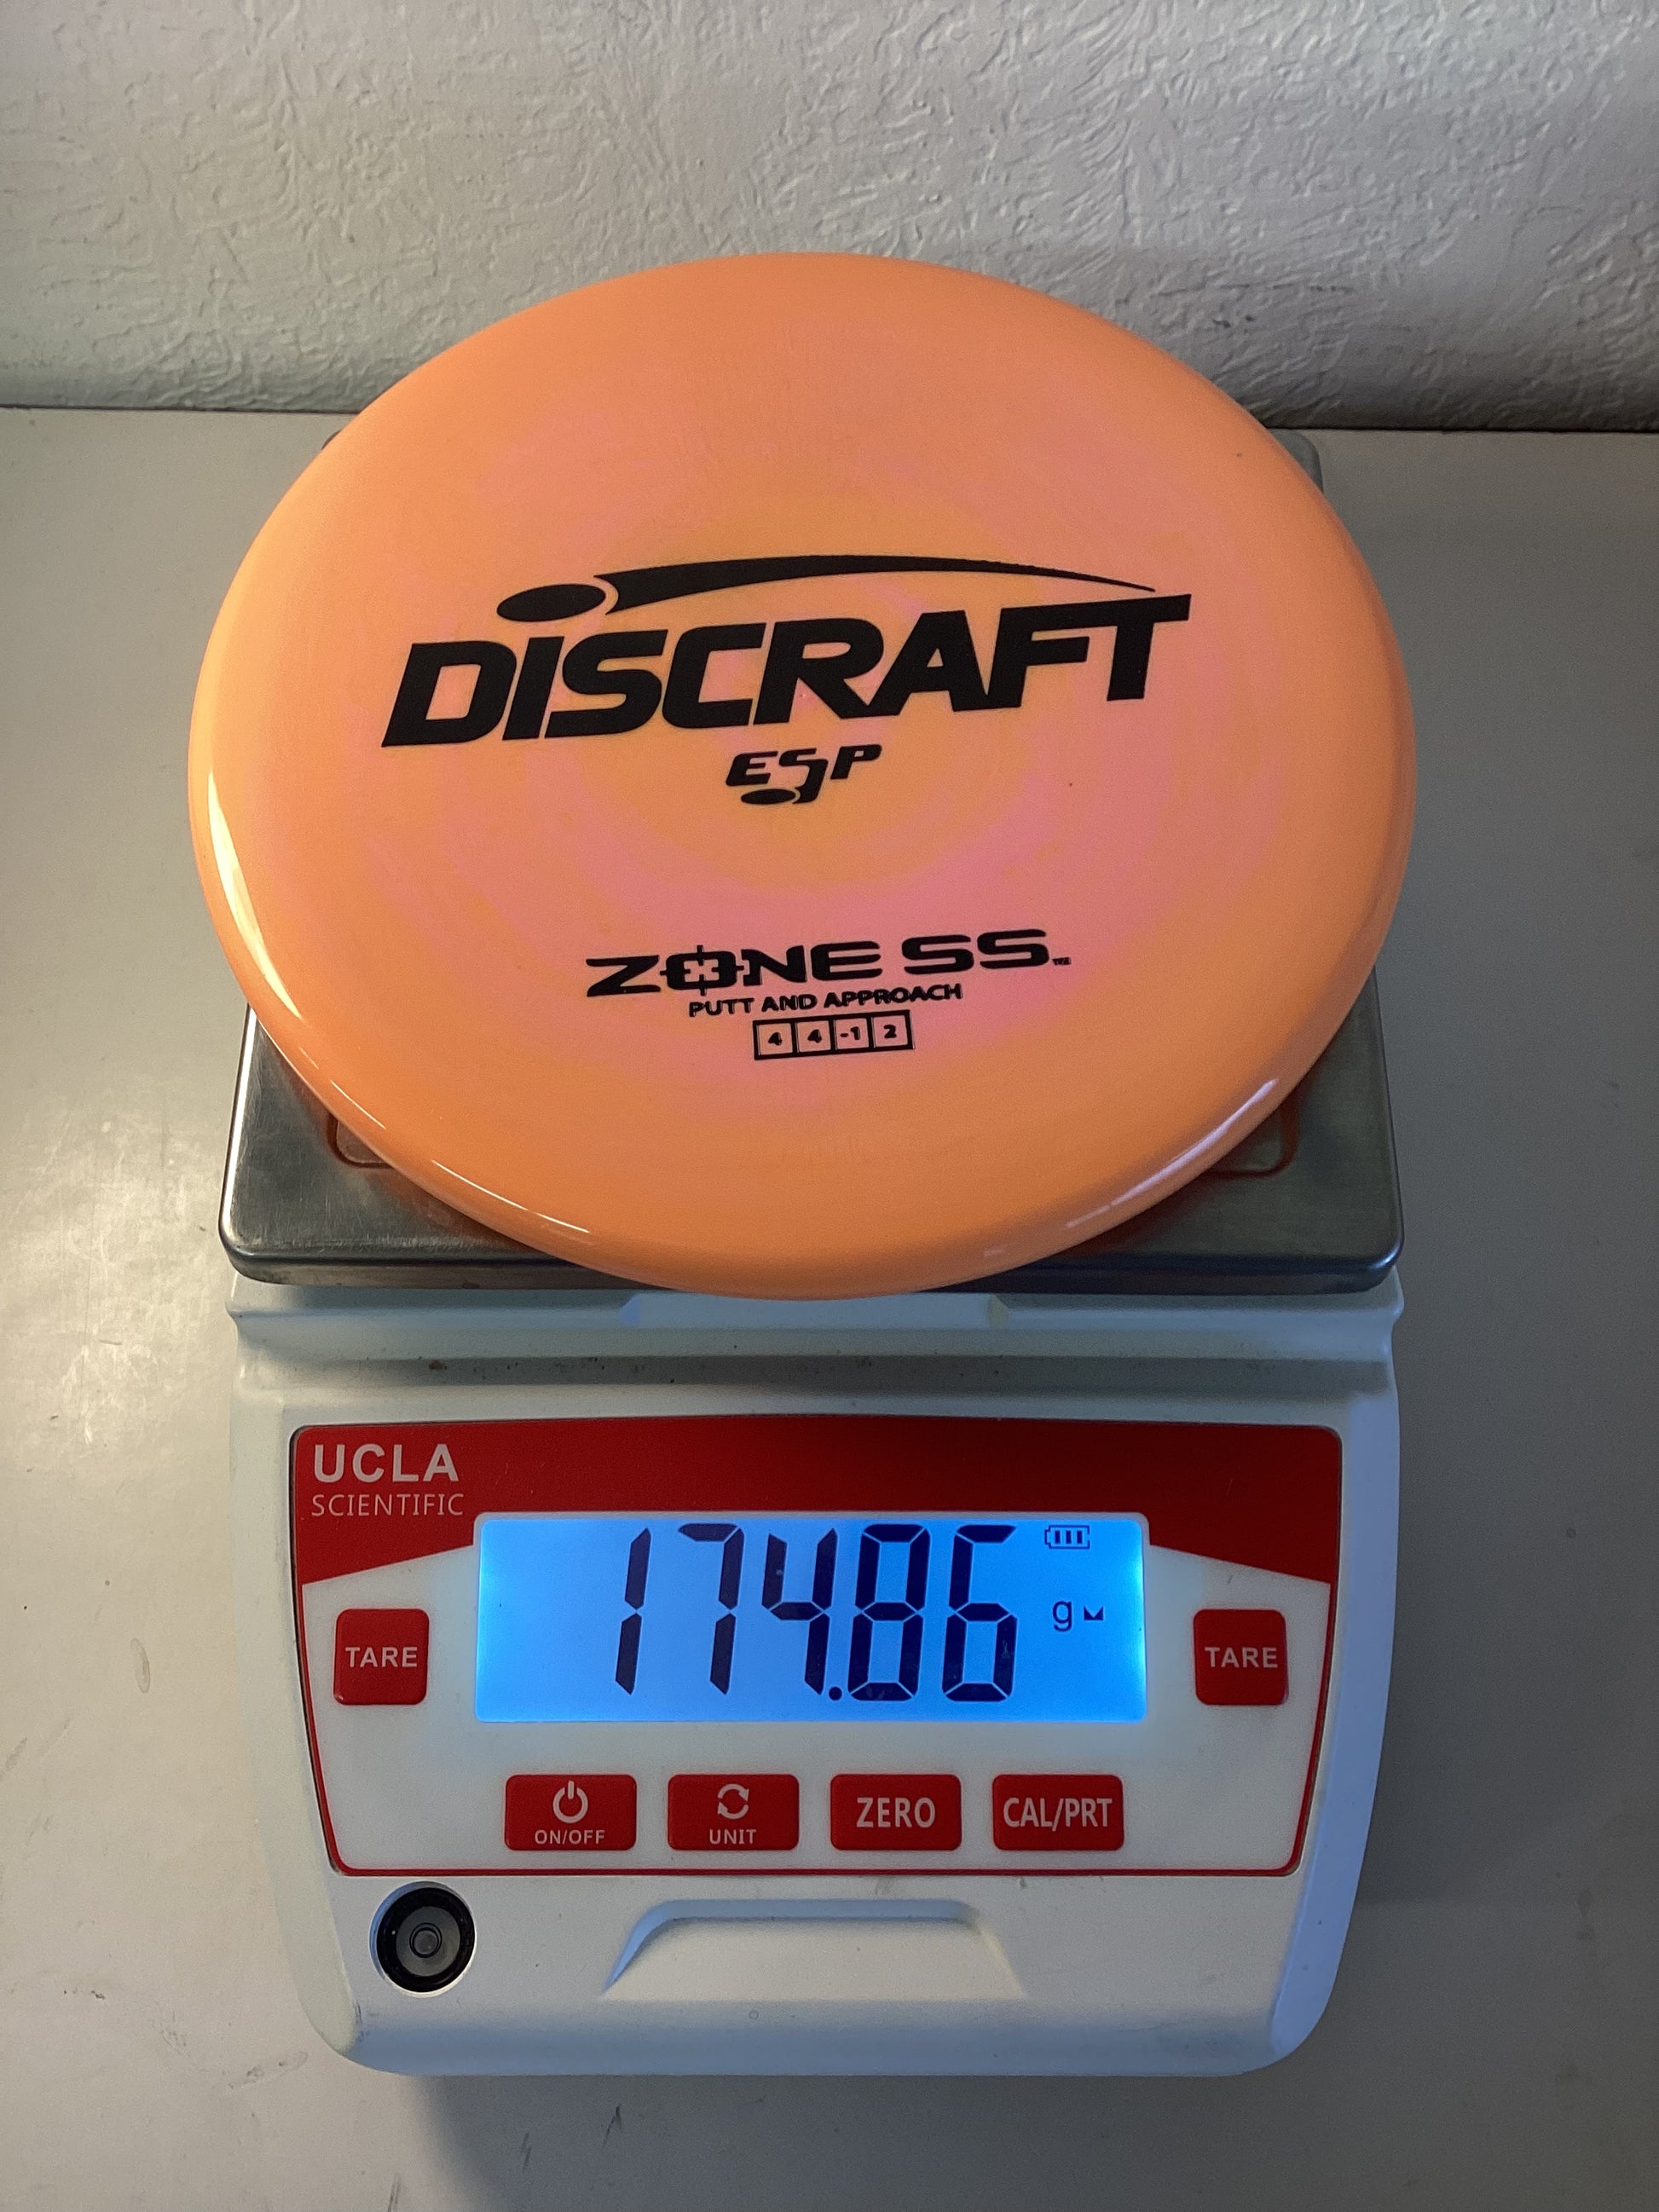 DISCRAFT
ESP
ZONE SS™
PUTT AND APPROACH
4 4 -1 2
UCLA
SCIENTIFIC
174.86 g
TARE
TARE
ON/OFF
UNIT
ZERO
CAL/PRT